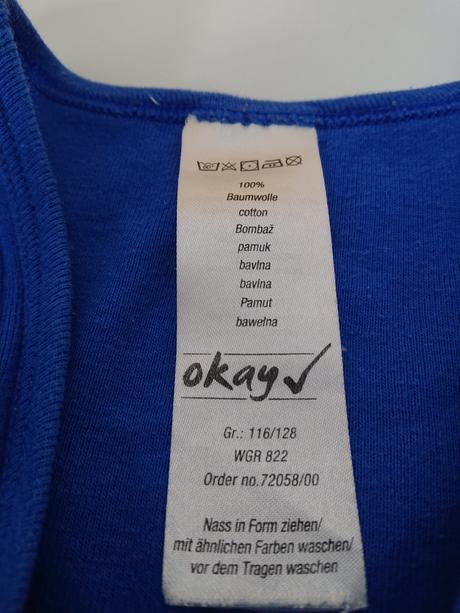 100%
Baumwolle
cotton
Bombaž
pamuk
bavlna
bavlna
Pamut
bawełna
okay
Gr.: 116/128
WGR 822
Order no.72058/00
Nass in Form ziehen/
mit ähnlichen Farben waschen/
vor dem Tragen waschen